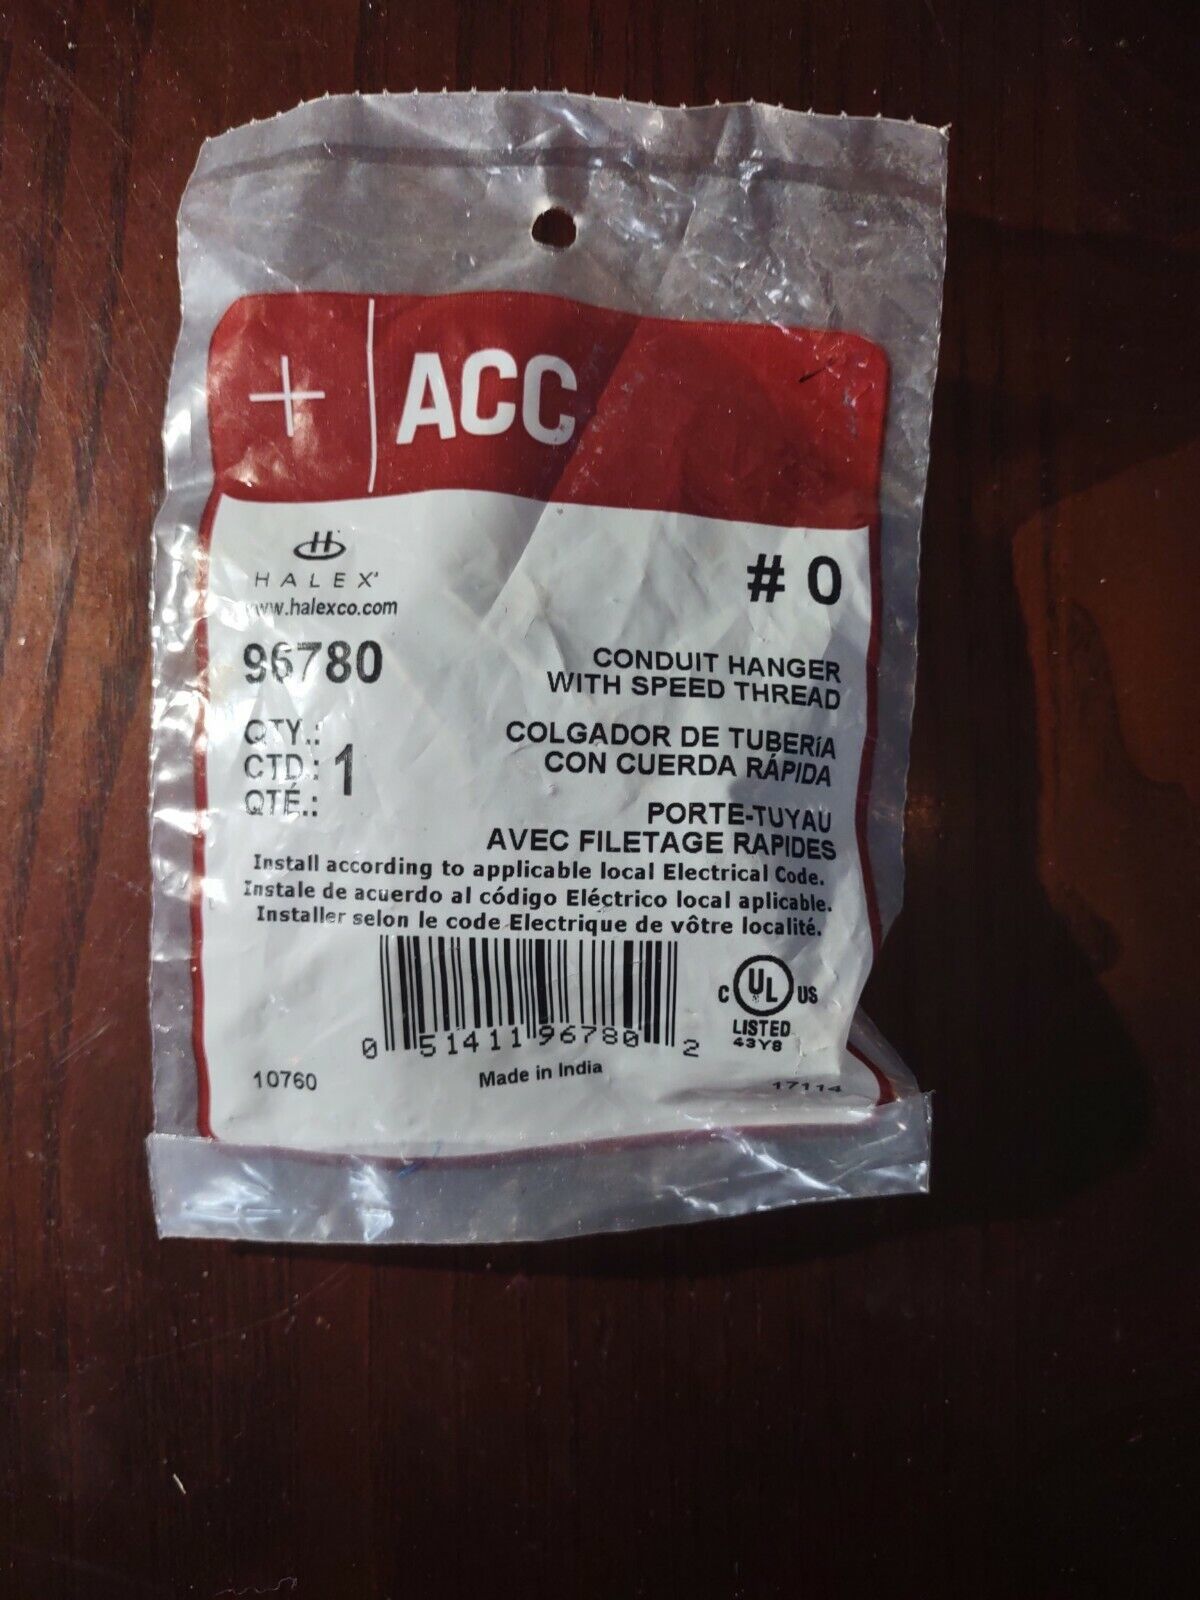 ACC
HALEX
www.halexco.com
# 0
96780
CONDUIT HANGER
WITH SPEED THREAD
QTY.:
CTD.: 1
QTÉ.:
COLGADOR DE TUBERíA
CON CUERDA RÁPIDA
PORTE-TUYAU
AVEC FILETAGE RAPIDES
Install according to applicable local Electrical Code.
Instale de acuerdo al código Eléctrico local aplicable.
Installer selon le code Electrique de vôtre localité.
0 51411 96780 2
C UL US
LISTED
43Y8
10760
Made in India
17114